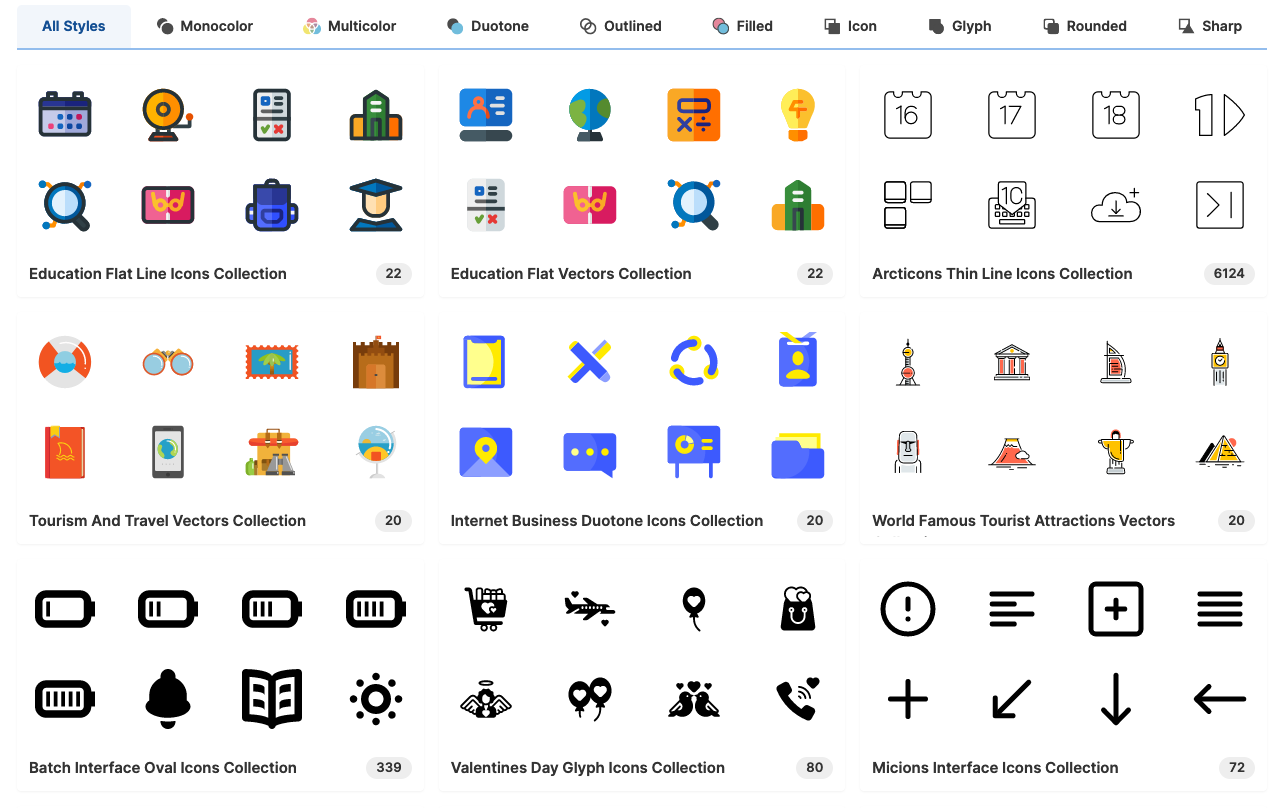 All Styles
Monocolor
Multicolor
Duotone
Outlined
Filled
Icon
Glyph
Rounded
Sharp
16
17
18
1
1C
Education Flat Line Icons Collection
22
Education Flat Vectors Collection
22
Arcticons Thin Line Icons Collection
6124
Tourism And Travel Vectors Collection
20
Internet Business Duotone Icons Collection
20
World Famous Tourist Attractions Vectors
20
Batch Interface Oval Icons Collection
339
Valentines Day Glyph Icons Collection
80
Micions Interface Icons Collection
72